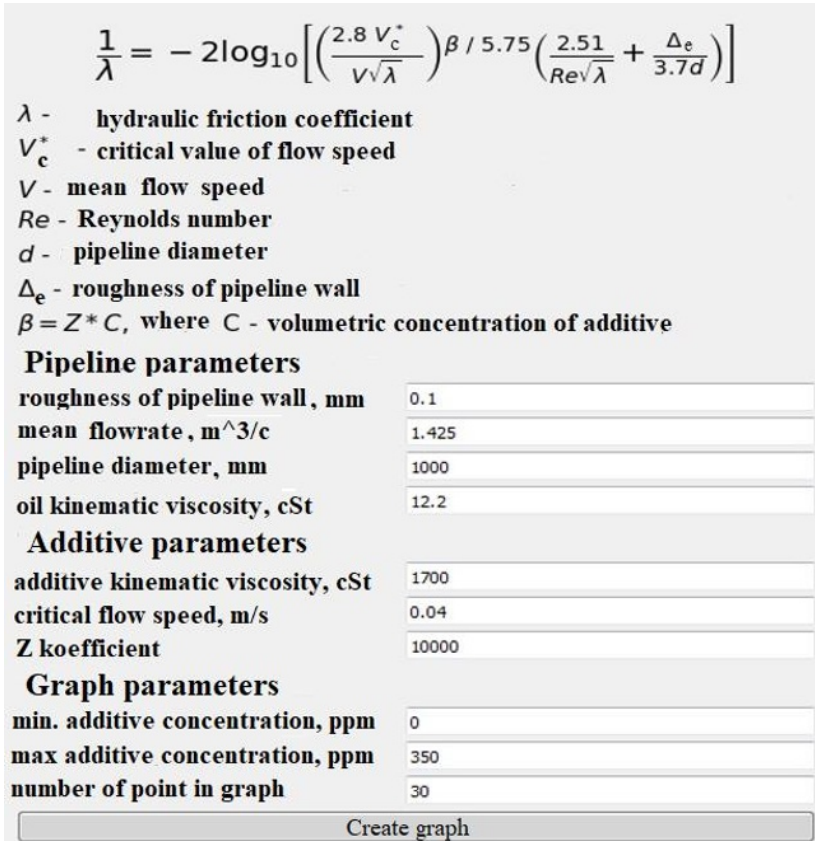 1/λ = − 2log₁₀[(2.8 V꜀*/V√λ)^(β / 5.75)(2.51/Re√λ + Δₑ/3.7d)]
λ - hydraulic friction coefficient
V꜀* - critical value of flow speed
V - mean flow speed
Re - Reynolds number
d - pipeline diameter
Δₑ - roughness of pipeline wall
β = Z * C, where C - volumetric concentration of additive
Pipeline parameters
roughness of pipeline wall, mm 0.1
mean flowrate, m^3/c 1.425
pipeline diameter, mm 1000
oil kinematic viscosity, cSt 12.2
Additive parameters
additive kinematic viscosity, cSt 1700
critical flow speed, m/s 0.04
Z koefficient 10000
Graph parameters
min. additive concentration, ppm 0
max additive concentration, ppm 350
number of point in graph 30
Create graph